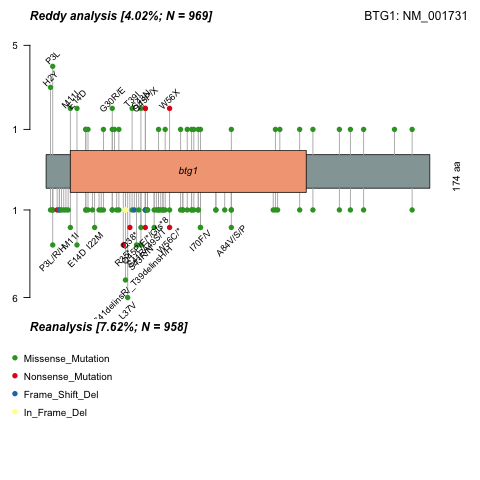 Reddy analysis [4.02%; N = 969]
BTG1: NM_001731
5
P3L
H2Y
M11I
E14D
G30R/E
T39I
W56X
1
btg1
174 aa
1
P3L/R/H
M11I
E14D
I22M
I70F/V
A84V/S/P
L37V
6
Reanalysis [7.62%; N = 958]
Missense_Mutation
Nonsense_Mutation
Frame_Shift_Del
In_Frame_Del